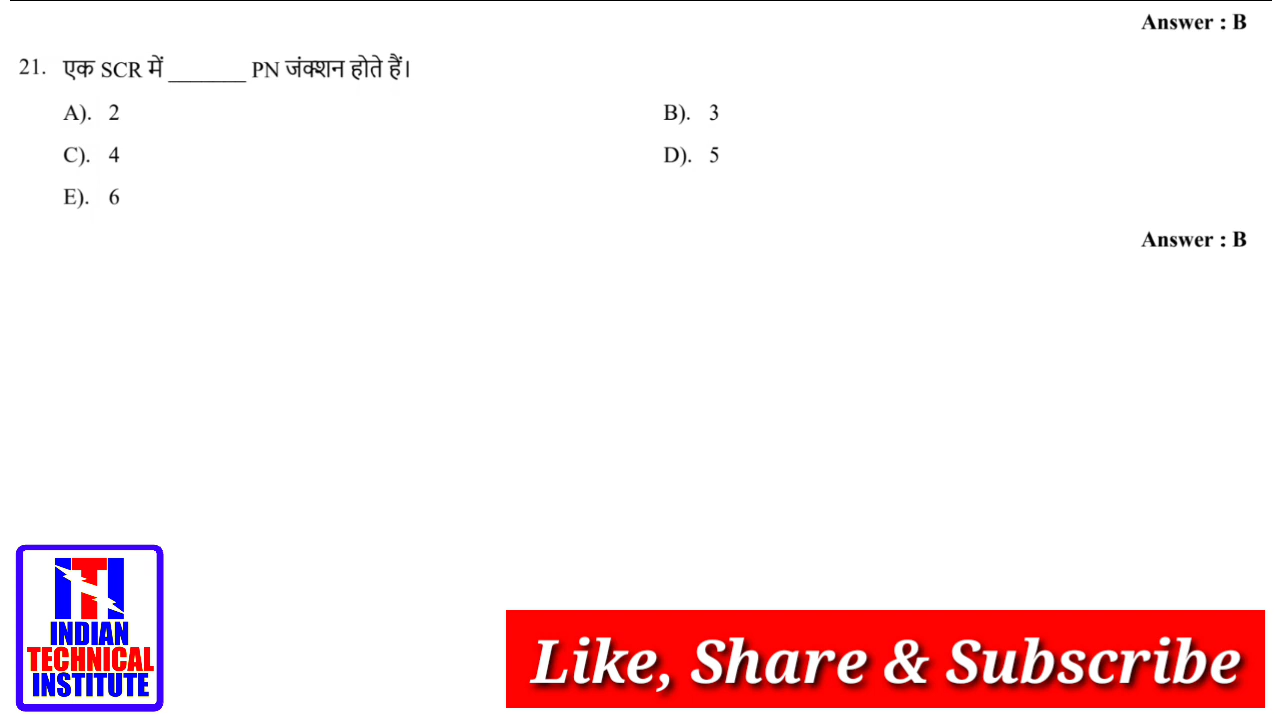 Answer : B
21. एक SCR में _______ PN जंक्शन होते हैं।
A). 2 B). 3
C). 4 D). 5
E). 6
Answer : B
ITI
INDIAN
TECHNICAL
INSTITUTE
Like, Share & Subscribe